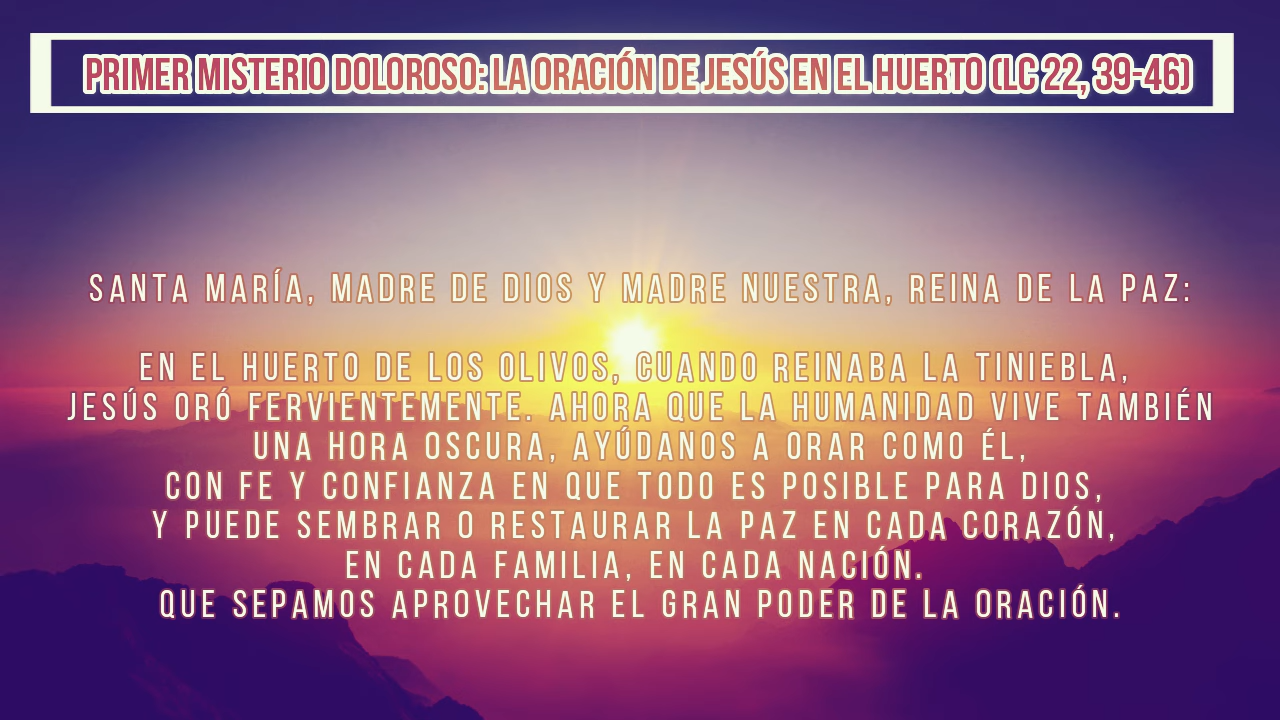 PRIMER MISTERIO DOLOROSO: LA ORACIÓN DE JESÚS EN EL HUERTO (LC 22, 39-46)
SANTA MARÍA, MADRE DE DIOS Y MADRE NUESTRA, REINA DE LA PAZ:
EN EL HUERTO DE LOS OLIVOS, CUANDO REINABA LA TINIEBLA,
JESÚS ORÓ FERVIENTEMENTE. AHORA QUE LA HUMANIDAD VIVE TAMBIÉN
UNA HORA OSCURA, AYÚDANOS A ORAR COMO ÉL,
CON FE Y CONFIANZA EN QUE TODO ES POSIBLE PARA DIOS,
Y PUEDE SEMBRAR O RESTAURAR LA PAZ EN CADA CORAZÓN,
EN CADA FAMILIA, EN CADA NACIÓN.
QUE SEPAMOS APROVECHAR EL GRAN PODER DE LA ORACIÓN.